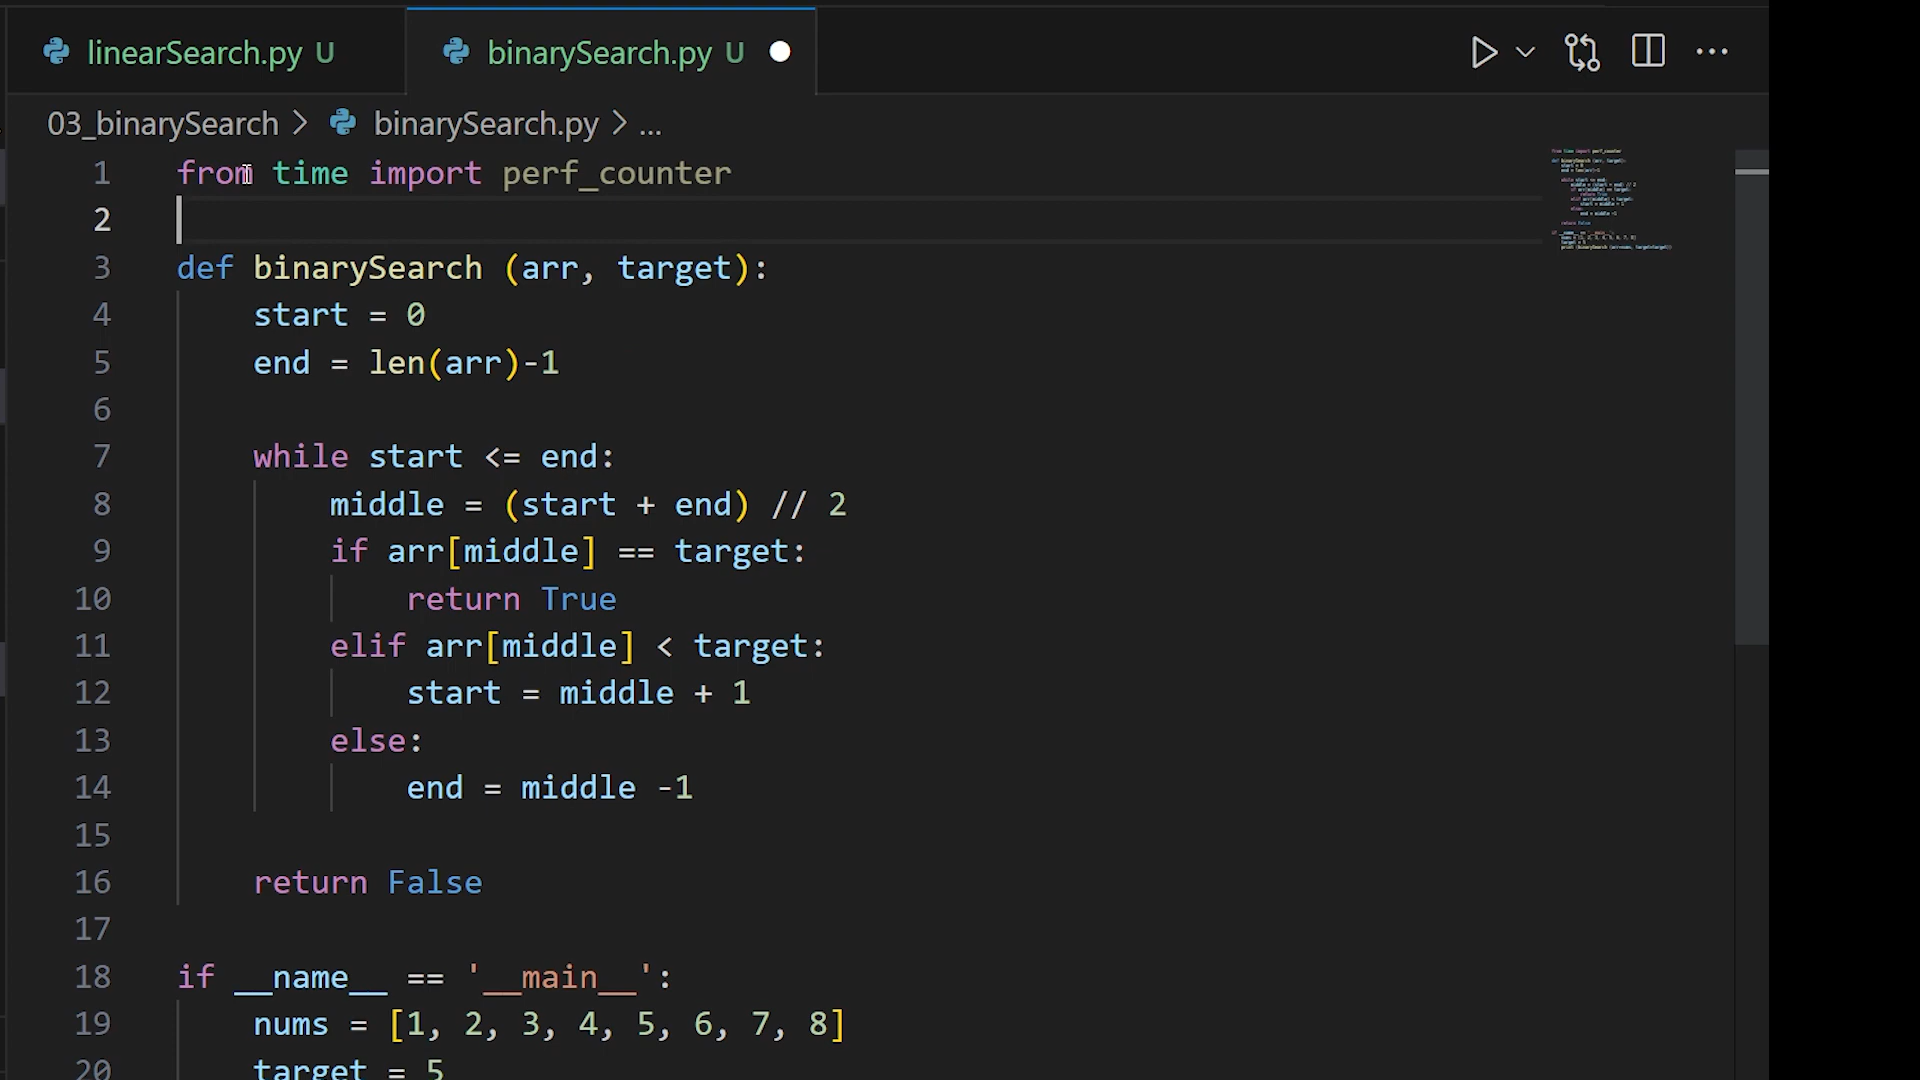 linearSearch.py U
binarySearch.py U
03_binarySearch > binarySearch.py > ...
1 from time import perf_counter
2
3 def binarySearch (arr, target):
4 start = 0
5 end = len(arr)-1
6
7 while start <= end:
8 middle = (start + end) // 2
9 if arr[middle] == target:
10 return True
11 elif arr[middle] < target:
12 start = middle + 1
13 else:
14 end = middle -1
15
16 return False
17
18 if __name__ == '__main__':
19 nums = [1, 2, 3, 4, 5, 6, 7, 8]
20 target = 5